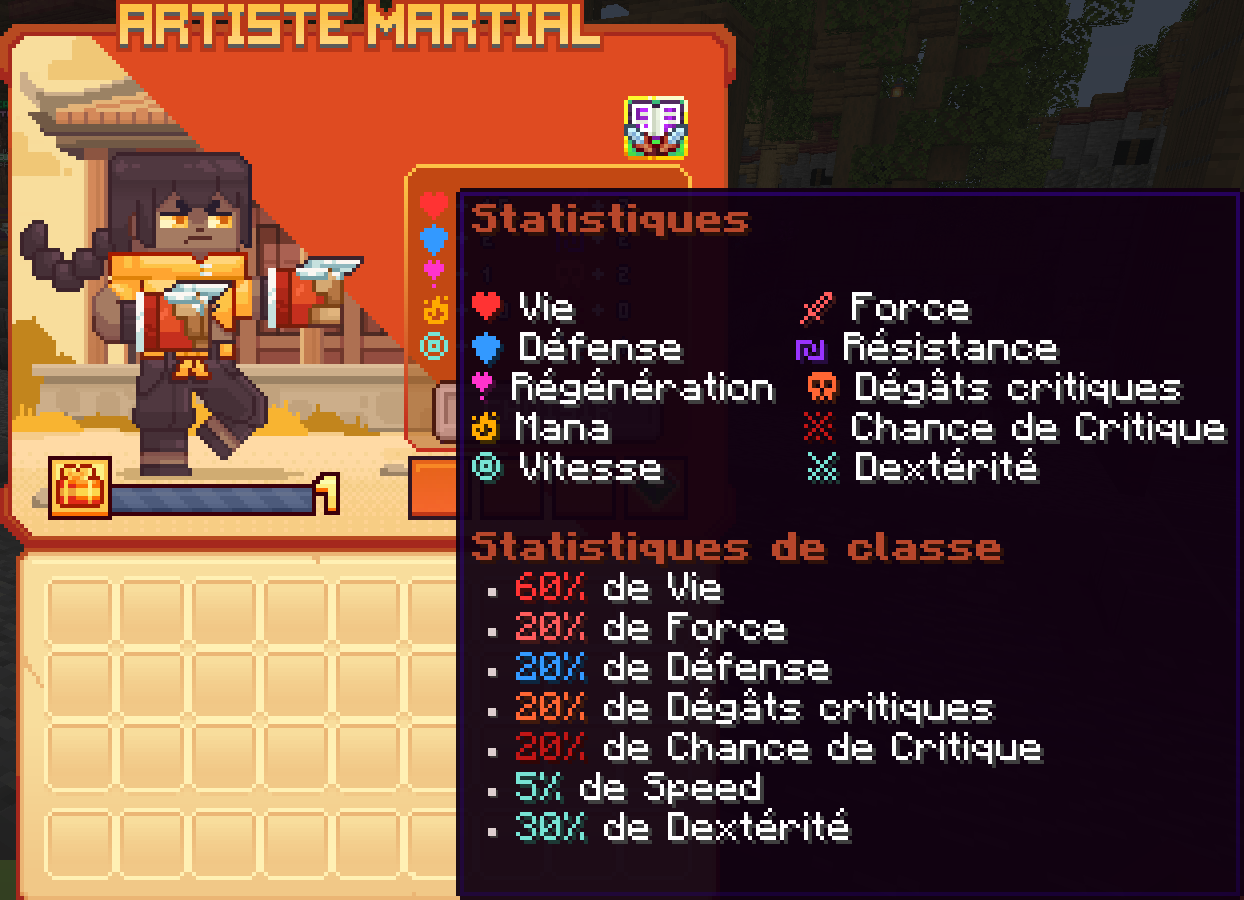 ARTISTE MARTIAL
Statistiques
Vie Force
Défense Résistance
Régénération Dégâts critiques
Mana Chance de Critique
Vitesse Dextérité
1
Statistiques de classe
60% de Vie
20% de Force
20% de Défense
20% de Dégâts critiques
20% de Chance de Critique
5% de Speed
30% de Dextérité